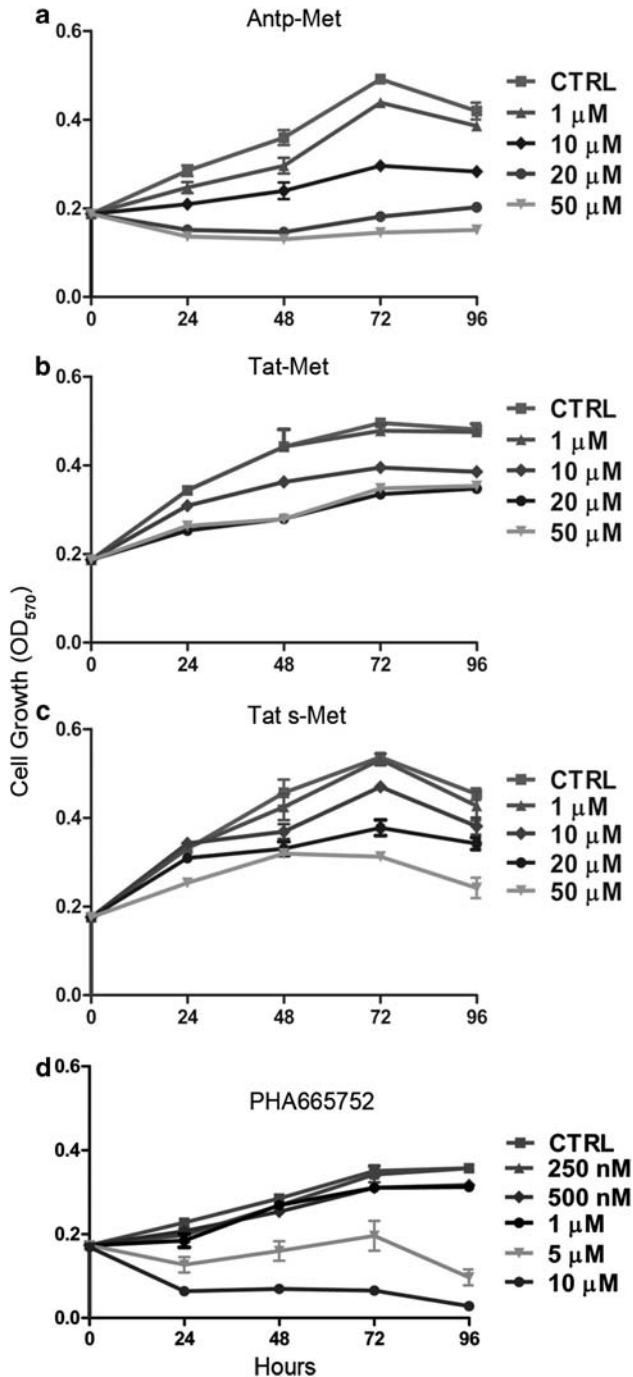 a
Antp-Met
0.6
0.4
0.2
0.0
0 24 48 72 96
CTRL
1 μM
10 μM
20 μM
50 μM
b
Tat-Met
0.6
0.4
0.2
0.0
0 24 48 72 96
CTRL
1 μM
10 μM
20 μM
50 μM
Cell Growth (OD570)
c
Tat s-Met
0.6
0.4
0.2
0.0
0 24 48 72 96
CTRL
1 μM
10 μM
20 μM
50 μM
d
PHA665752
0.6
0.4
0.2
0.0
0 24 48 72 96
Hours
CTRL
250 nM
500 nM
1 μM
5 μM
10 μM